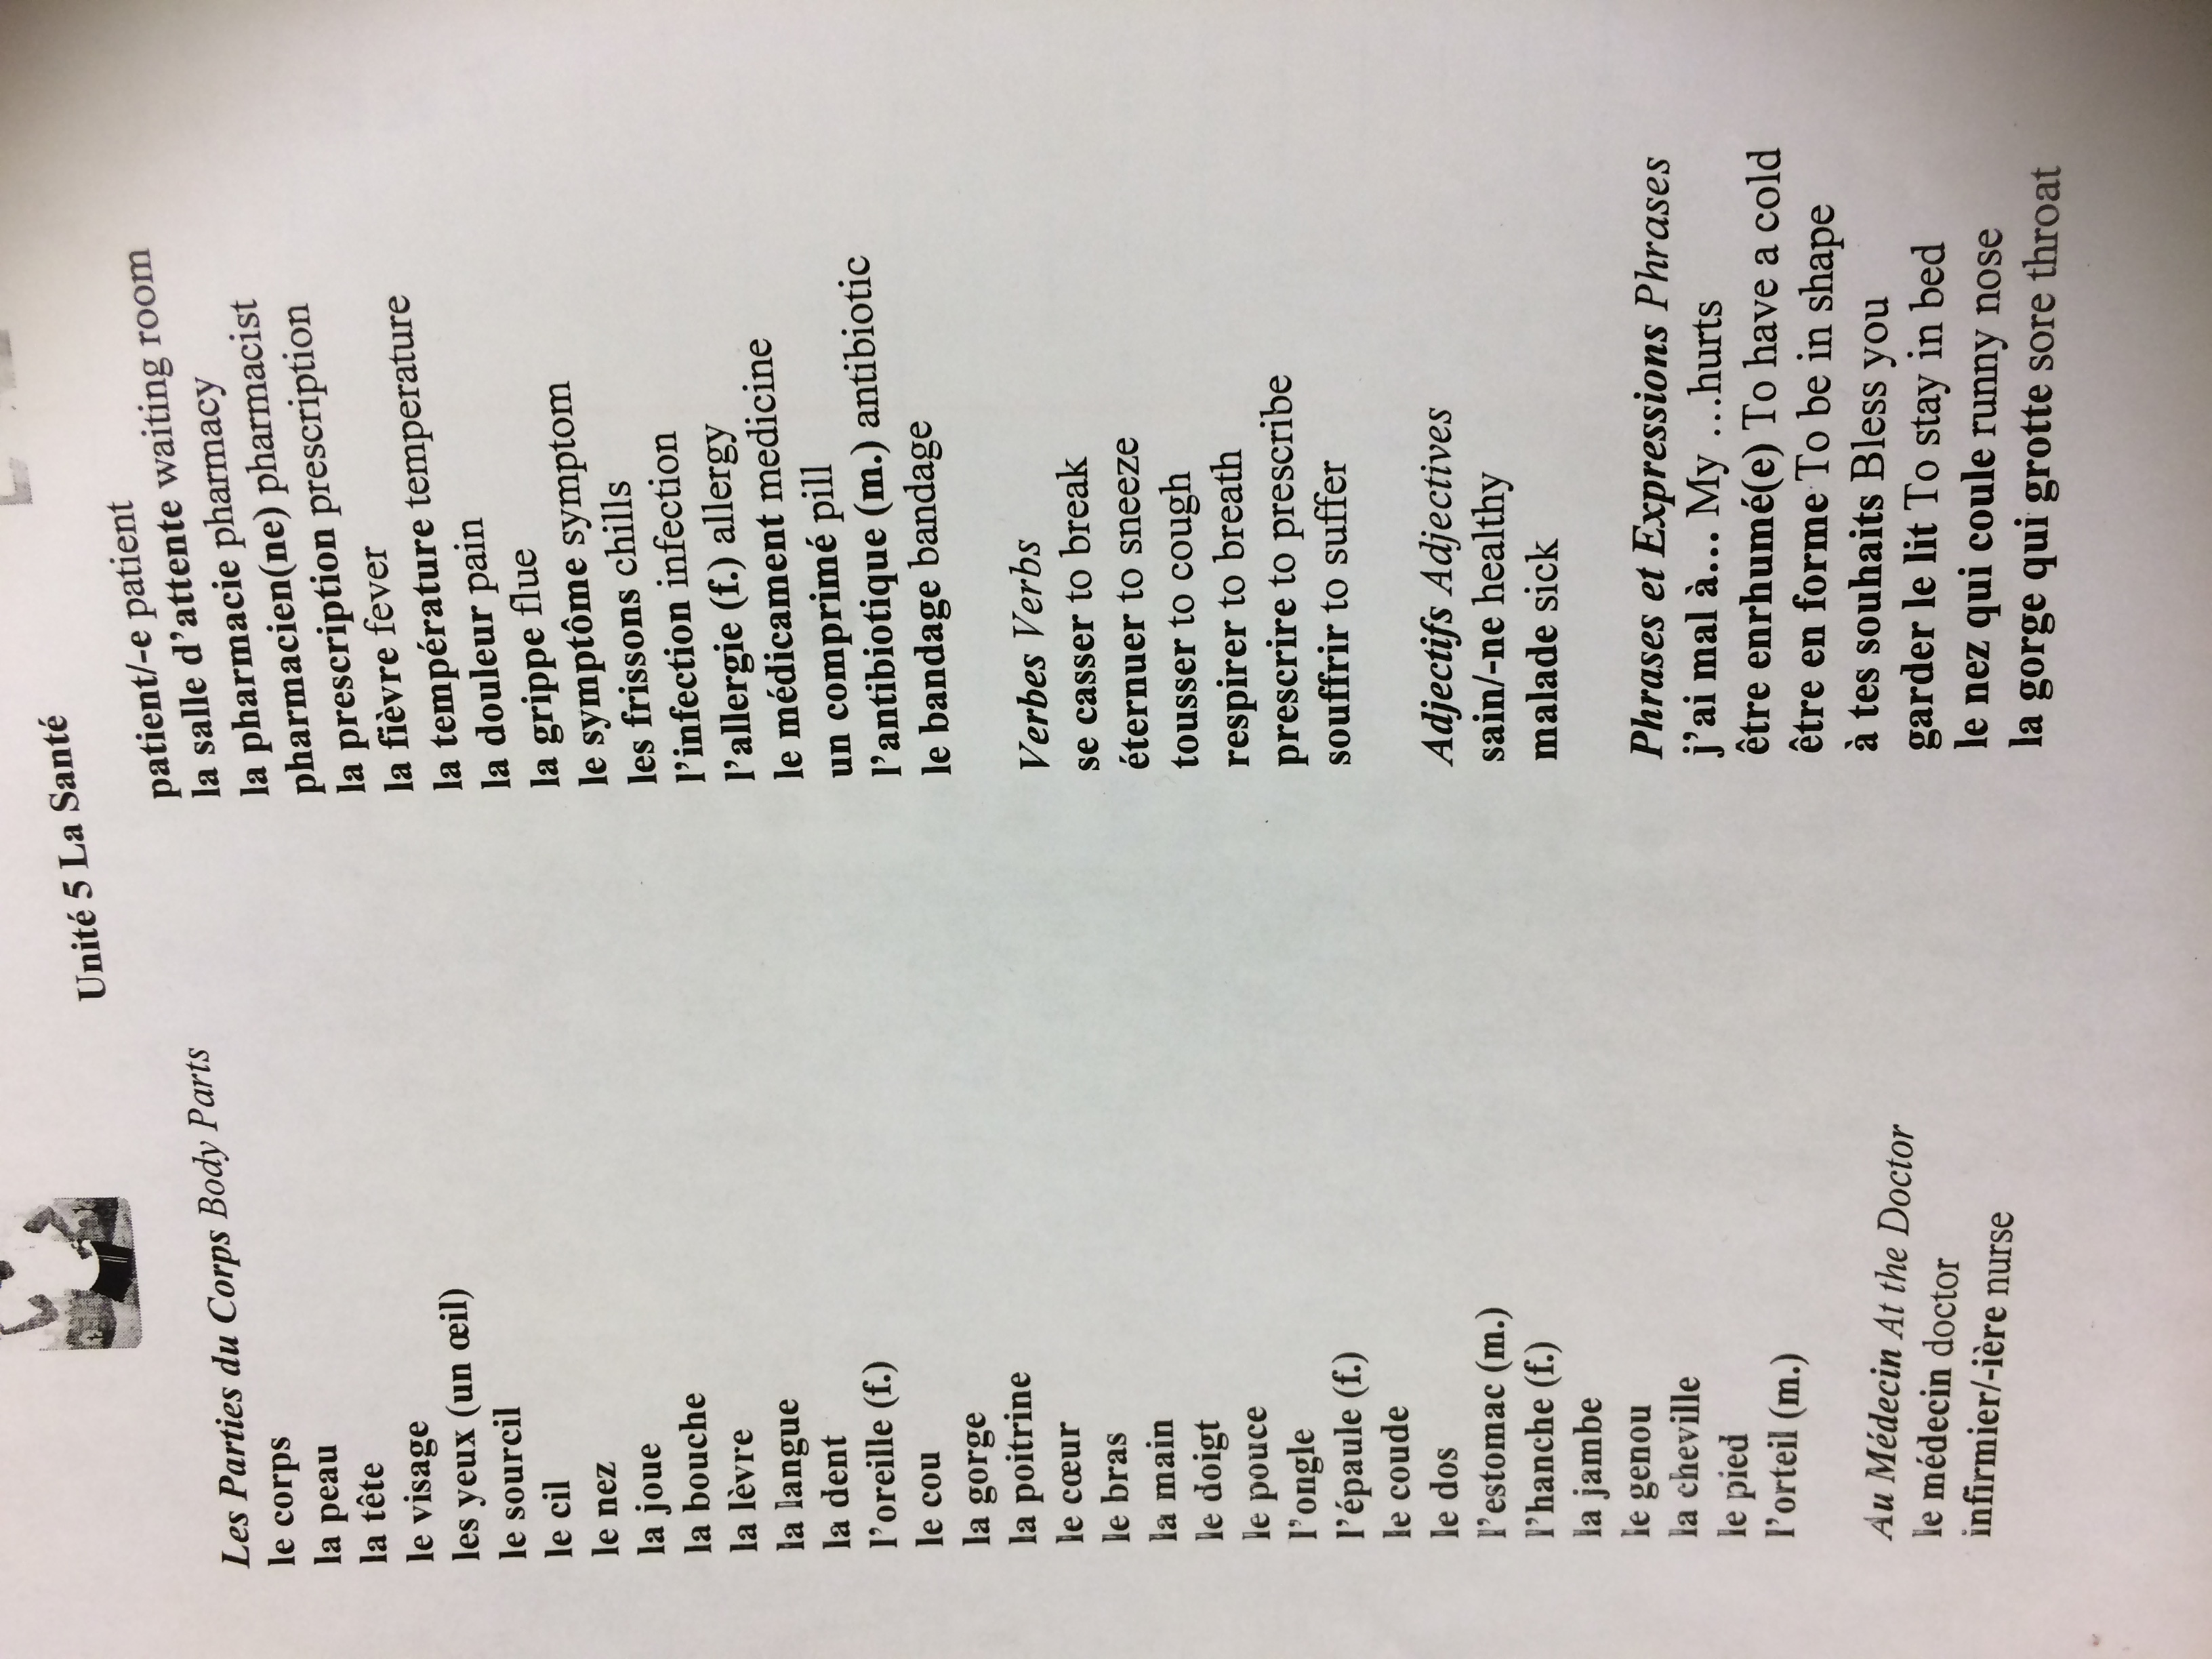 Unité 5 La Santé
Les Parties du Corps Body Parts
le corps
la peau
la tête
le visage
les yeux (un œil)
le sourcil
le cil
le nez
la joue
la bouche
la lèvre
la langue
la dent
l’oreille (f.)
le cou
la gorge
la poitrine
le cœur
le bras
la main
le doigt
le pouce
l’ongle
l’épaule (f.)
le coude
le dos
l’estomac (m.)
l’hanche (f.)
la jambe
le genou
la cheville
le pied
l’orteil (m.)
Au Médecin At the Doctor
le médecin doctor
infirmier/-ière nurse
patient/-e patient
la salle d’attente waiting room
la pharmacie pharmacy
pharmacien(ne) pharmacist
la prescription prescription
la fièvre fever
la température temperature
la douleur pain
la grippe flue
le symptôme symptom
les frissons chills
l’infection infection
l’allergie (f.) allergy
le médicament medicine
un comprimé pill
l’antibiotique (m.) antibiotic
le bandage bandage
Verbes Verbs
se casser to break
éternuer to sneeze
tousser to cough
respirer to breath
prescrire to prescribe
souffrir to suffer
Adjectifs Adjectives
sain/-ne healthy
malade sick
Phrases et Expressions Phrases
j’ai mal à... My …hurts
être enrhumé(e) To have a cold
être en forme To be in shape
à tes souhaits Bless you
garder le lit To stay in bed
le nez qui coule runny nose
la gorge qui grotte sore throat